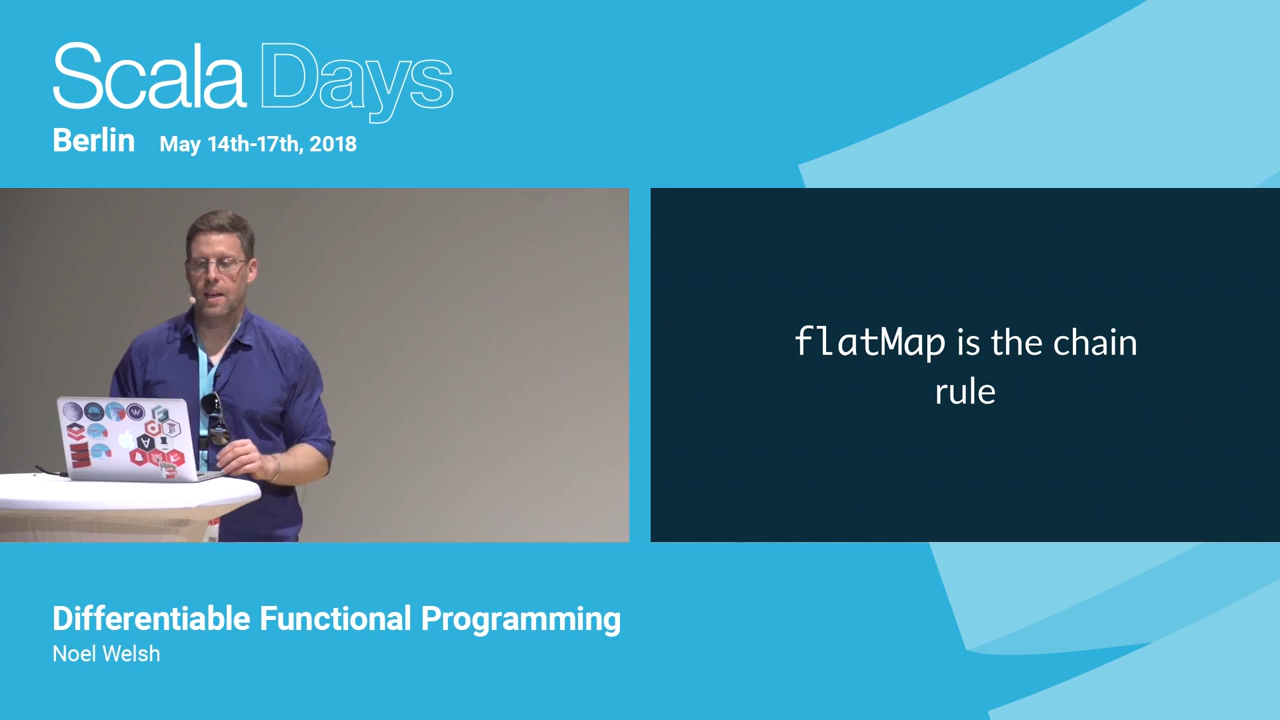 Scala Days
Berlin May 14th-17th, 2018
flatMap is the chain
rule
Differentiable Functional Programming
Noel Welsh